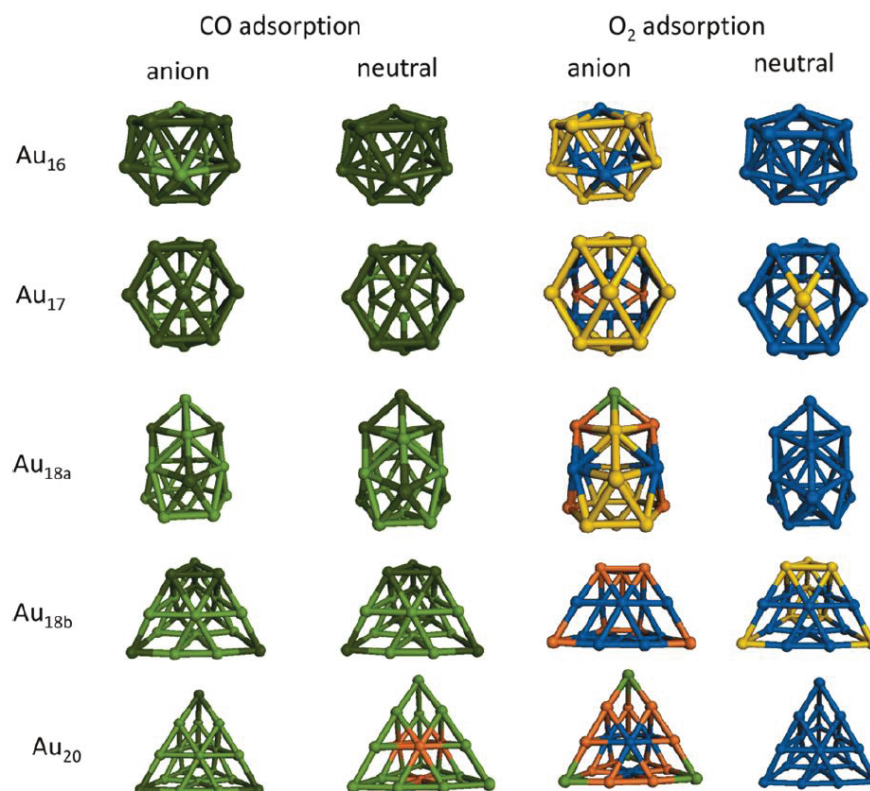 CO adsorption O₂ adsorption
anion neutral anion neutral
Au₁₆
Au₁₇
Au₁₈ₐ
Au₁₈b
Au₂₀